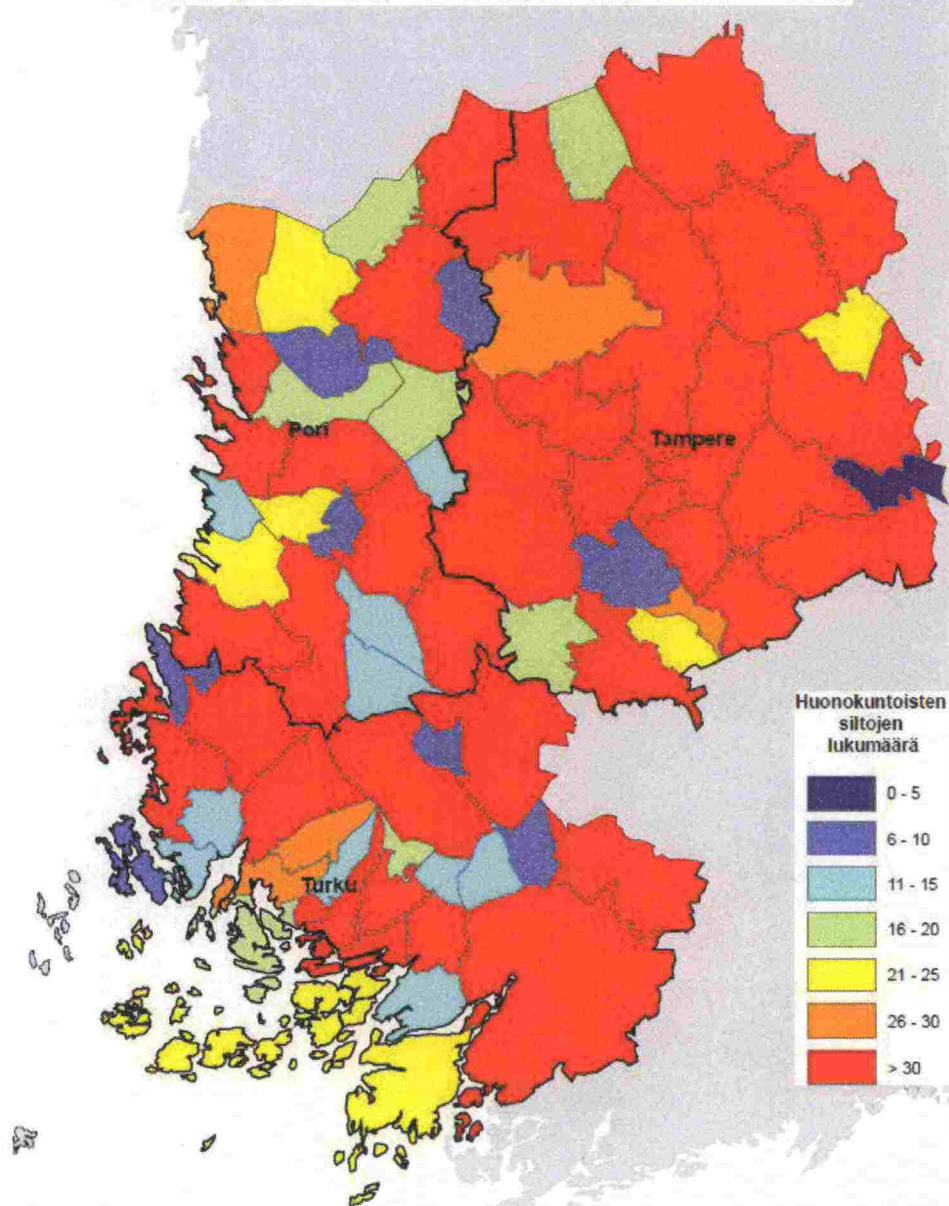 Pori
Tampere
Turku
Huonokuntoisten
siltojen
lukumäärä
0 - 5
6 - 10
11 - 15
16 - 20
21 - 25
26 - 30
> 30